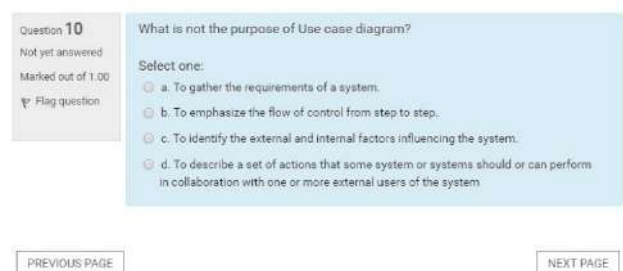 Question 10
Not yet answered
Marked out of 1.00
Flag question
What is not the purpose of Use case diagram?
Select one:
a. To gather the requirements of a system.
b. To emphasize the flow of control from step to step.
c. To identify the external and internal factors influencing the system.
d. To describe a set of actions that some system or systems should or can perform
in collaboration with one or more external users of the system
PREVIOUS PAGE
NEXT PAGE